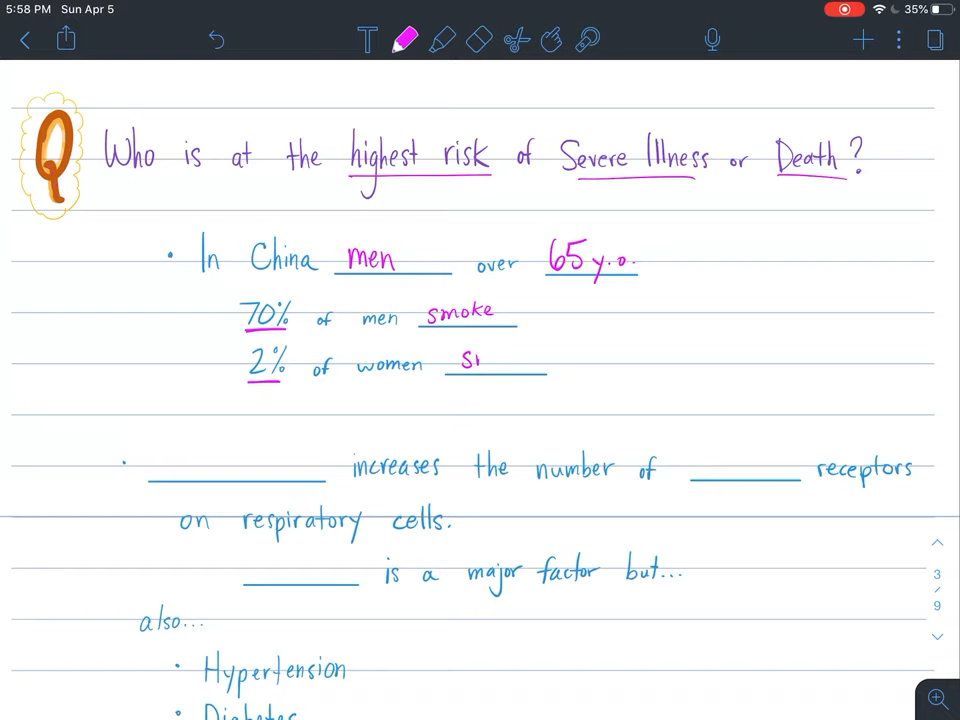 5:58 PM Sun Apr 5 35%
T
Q Who is at the highest risk of Severe Illness or Death?
• In China men over 65 y.o.
70% of men smoke
2% of women
• increases the number of receptors
on respiratory cells.
is a major factor but...
also...
• Hypertension
• Diabetes
3
/
9